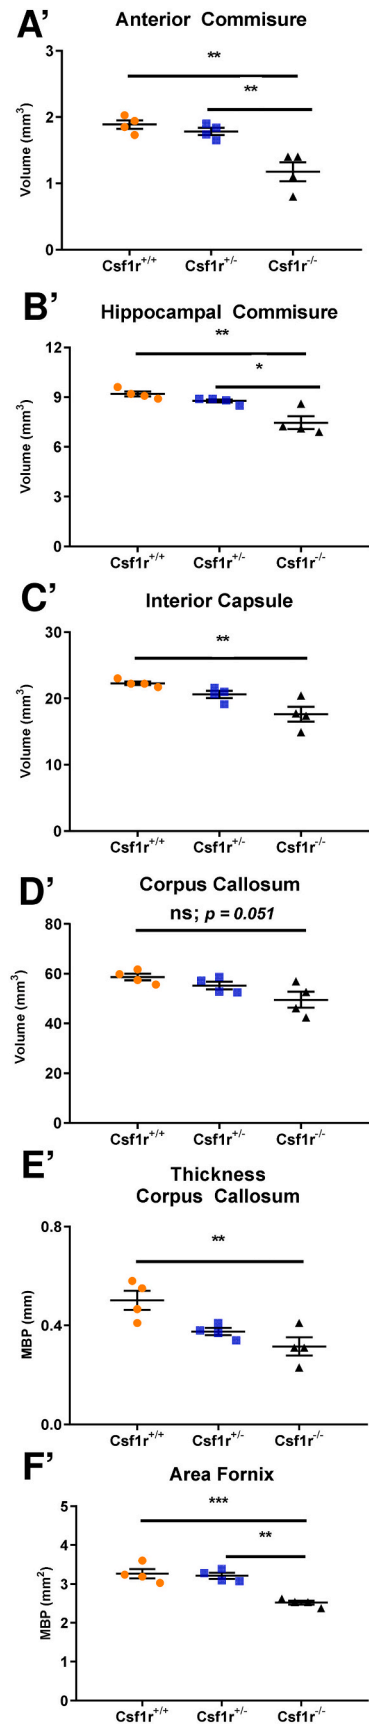 A’
Anterior Commisure
3
2
1
0
Volume (mm³)
**
**
Csf1r⁺/⁺ Csf1r⁺/⁻ Csf1r⁻/⁻
B’
Hippocampal Commisure
12
9
6
3
0
Volume (mm³)
**
*
Csf1r⁺/⁺ Csf1r⁺/⁻ Csf1r⁻/⁻
C’
Interior Capsule
30
20
10
0
Volume (mm³)
**
Csf1r⁺/⁺ Csf1r⁺/⁻ Csf1r⁻/⁻
D’
Corpus Callosum
ns; p = 0.051
80
60
40
20
0
Volume (mm³)
Csf1r⁺/⁺ Csf1r⁺/⁻ Csf1r⁻/⁻
E’
Thickness
Corpus Callosum
0.8
0.4
0.0
MBP (mm)
**
Csf1r⁺/⁺ Csf1r⁺/⁻ Csf1r⁻/⁻
F’
Area Fornix
5
4
3
2
1
0
MBP (mm²)
***
**
Csf1r⁺/⁺ Csf1r⁺/⁻ Csf1r⁻/⁻